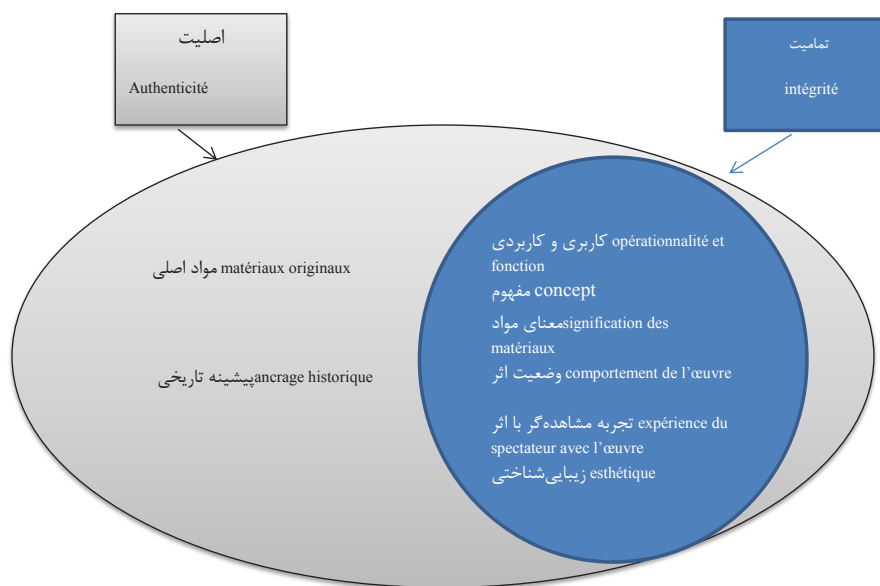 اصلیت
Authenticité
تمامیت
intégrité
مواد اصلی matériaux originaux
پیشینه تاریخی ancrage historique
کاربری و کاربردی opérationnalité et
fonction
مفهوم concept
معنای مواد signification des
matériaux
وضعیت اثر comportement de l’œuvre
تجربه مشاهده‌گر با اثر expérience du
spectateur avec l’œuvre
زیبایی‌شناختی esthétique